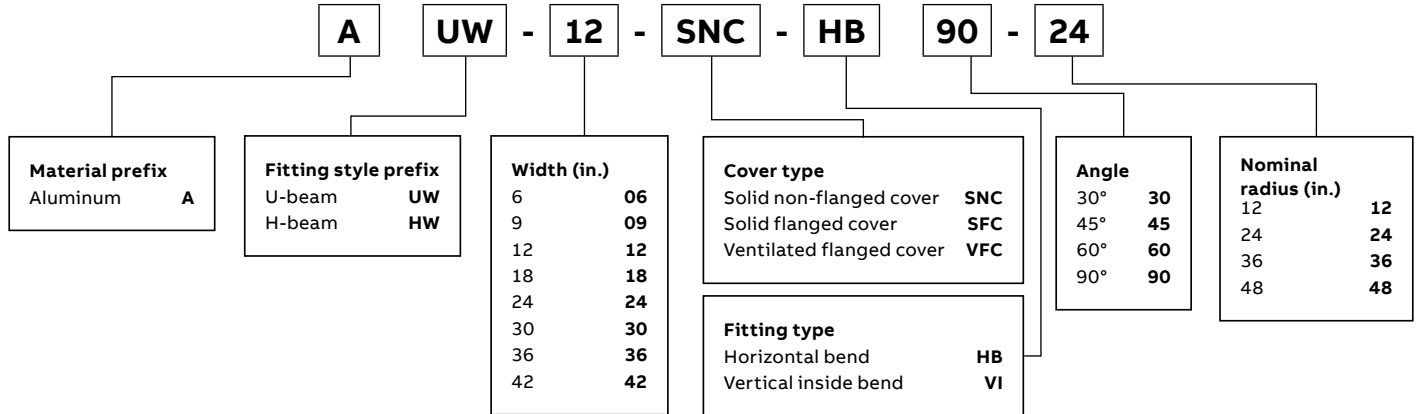 A UW - 12 - SNC - HB 90 - 24
Material prefix
Aluminum A
Fitting style prefix
U-beam UW
H-beam HW
Width (in.)
6 06
9 09
12 12
18 18
24 24
30 30
36 36
42 42
Cover type
Solid non-flanged cover SNC
Solid flanged cover SFC
Ventilated flanged cover VFC
Fitting type
Horizontal bend HB
Vertical inside bend VI
Angle
30° 30
45° 45
60° 60
90° 90
Nominal
radius (in.)
12 12
24 24
36 36
48 48